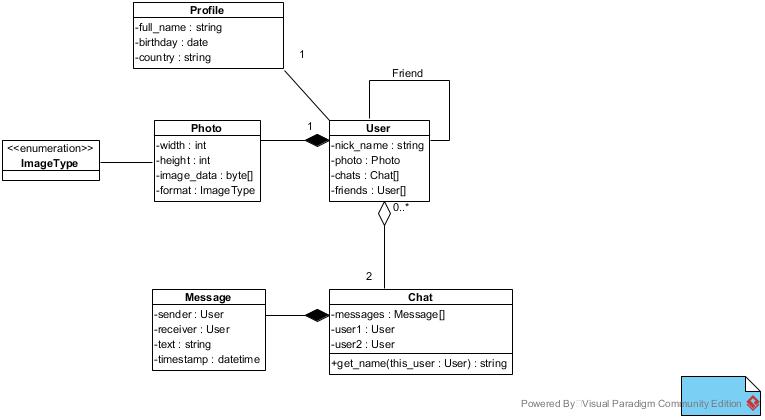 Profile
-full_name : string
-birthday : date
-country : string
1
Friend
<<enumeration>>
ImageType
Photo
-width : int
-height : int
-image_data : byte[]
-format : ImageType
1
User
-nick_name : string
-photo : Photo
-chats : Chat[]
-friends : User[]
0..*
2
Message
-sender : User
-receiver : User
-text : string
-timestamp : datetime
Chat
-messages : Message[]
-user1 : User
-user2 : User
+get_name(this_user : User) : string
Powered By Visual Paradigm Community Edition